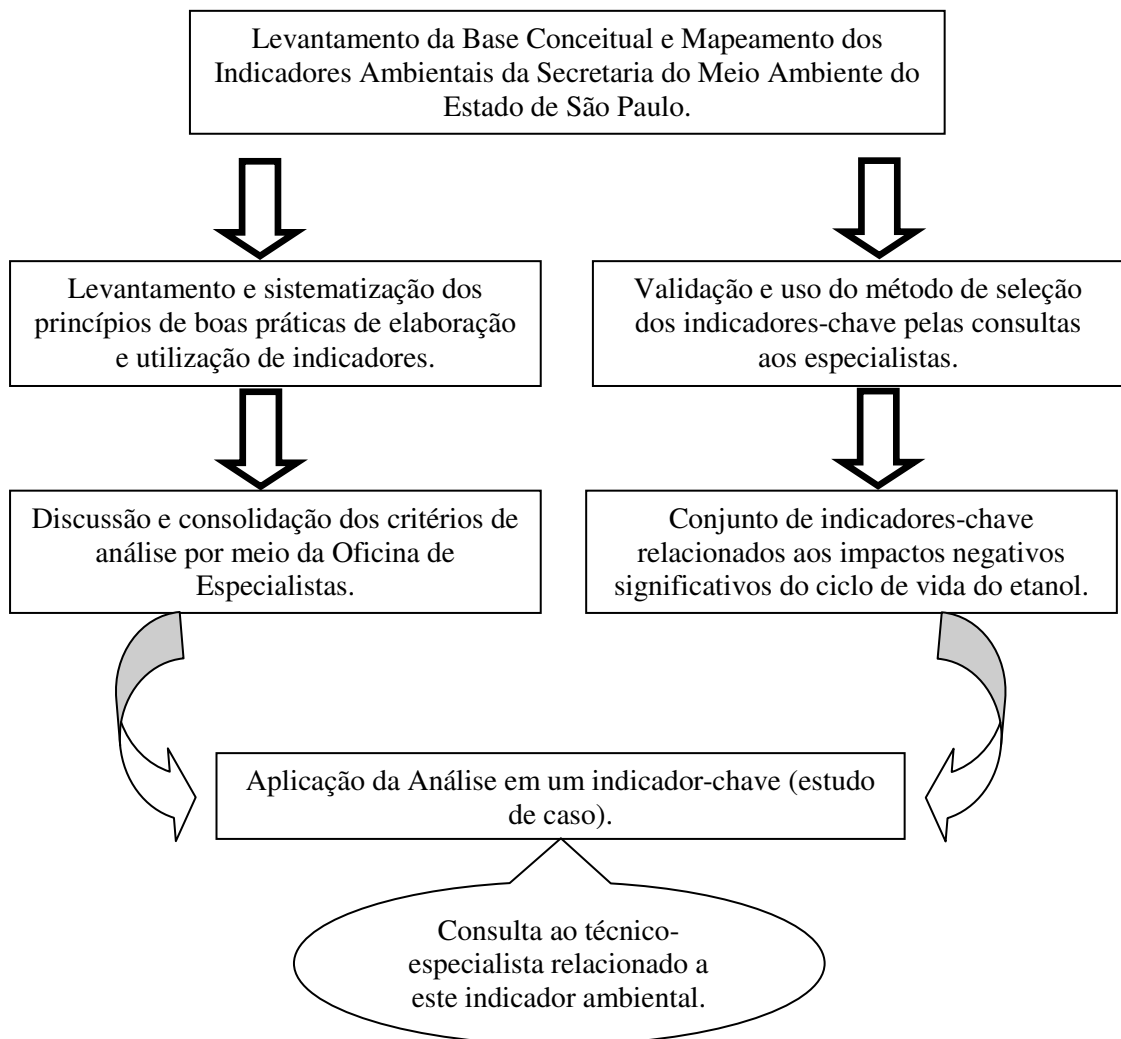 Levantamento da Base Conceitual e Mapeamento dos
Indicadores Ambientais da Secretaria do Meio Ambiente do
Estado de São Paulo.
Levantamento e sistematização dos
princípios de boas práticas de elaboração
e utilização de indicadores.
Validação e uso do método de seleção
dos indicadores-chave pelas consultas
aos especialistas.
Discussão e consolidação dos critérios de
análise por meio da Oficina de
Especialistas.
Conjunto de indicadores-chave
relacionados aos impactos negativos
significativos do ciclo de vida do etanol.
Aplicação da Análise em um indicador-chave (estudo
de caso).
Consulta ao técnico-
especialista relacionado a
este indicador ambiental.